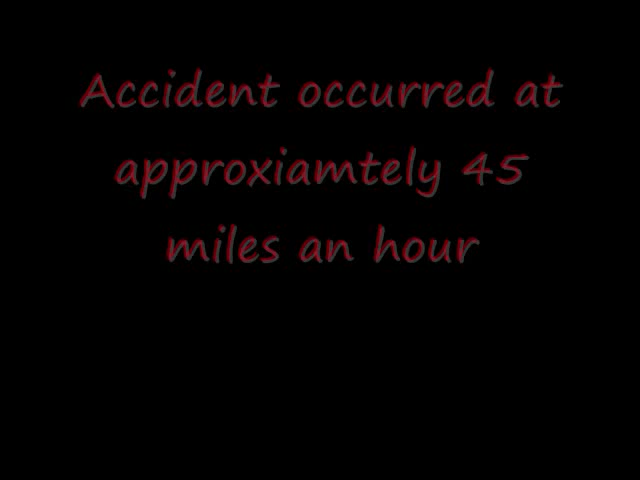 Accident occurred at
approxiamtely 45
miles an hour